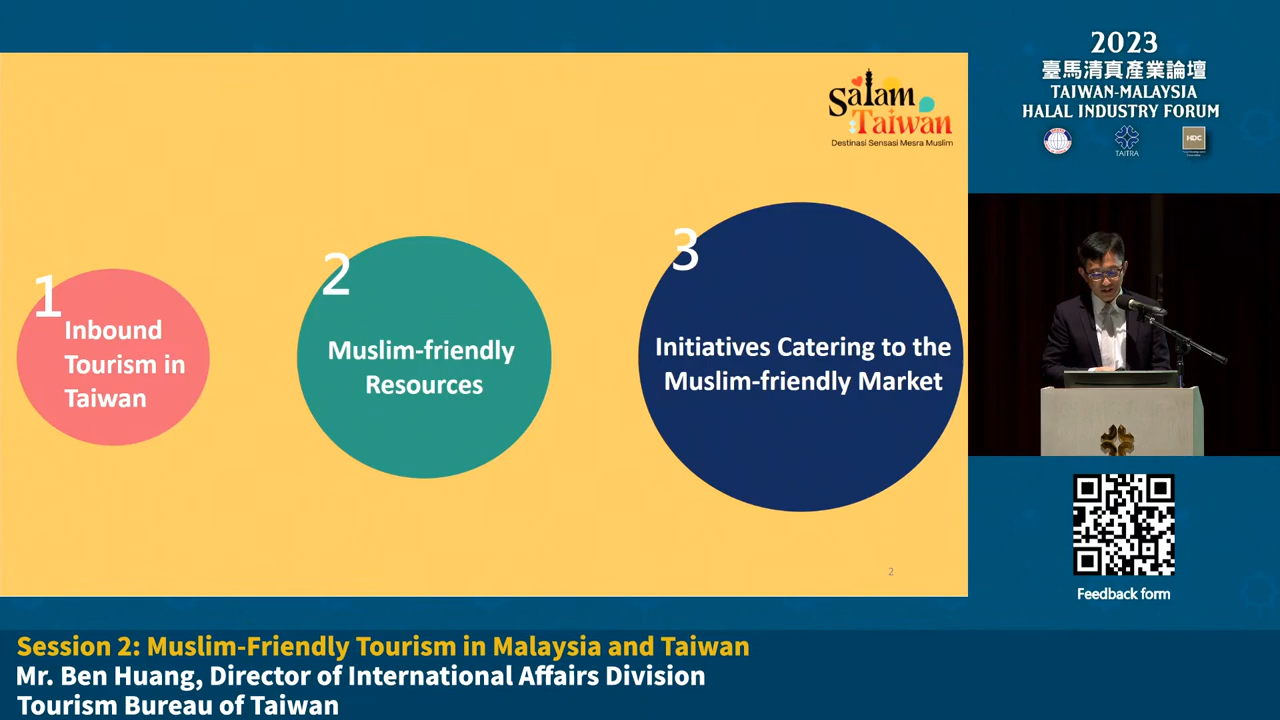 Salam
Taiwan
Destinasi Sensasi Mesra Muslim
1
Inbound
Tourism in
Taiwan
2
Muslim-friendly
Resources
3
Initiatives Catering to the
Muslim-friendly Market
2
2023
臺馬清真產業論壇
TAIWAN-MALAYSIA
HALAL INDUSTRY FORUM
TAITRA
HDC
Feedback form
Session 2: Muslim-Friendly Tourism in Malaysia and Taiwan
Mr. Ben Huang, Director of International Affairs Division
Tourism Bureau of Taiwan